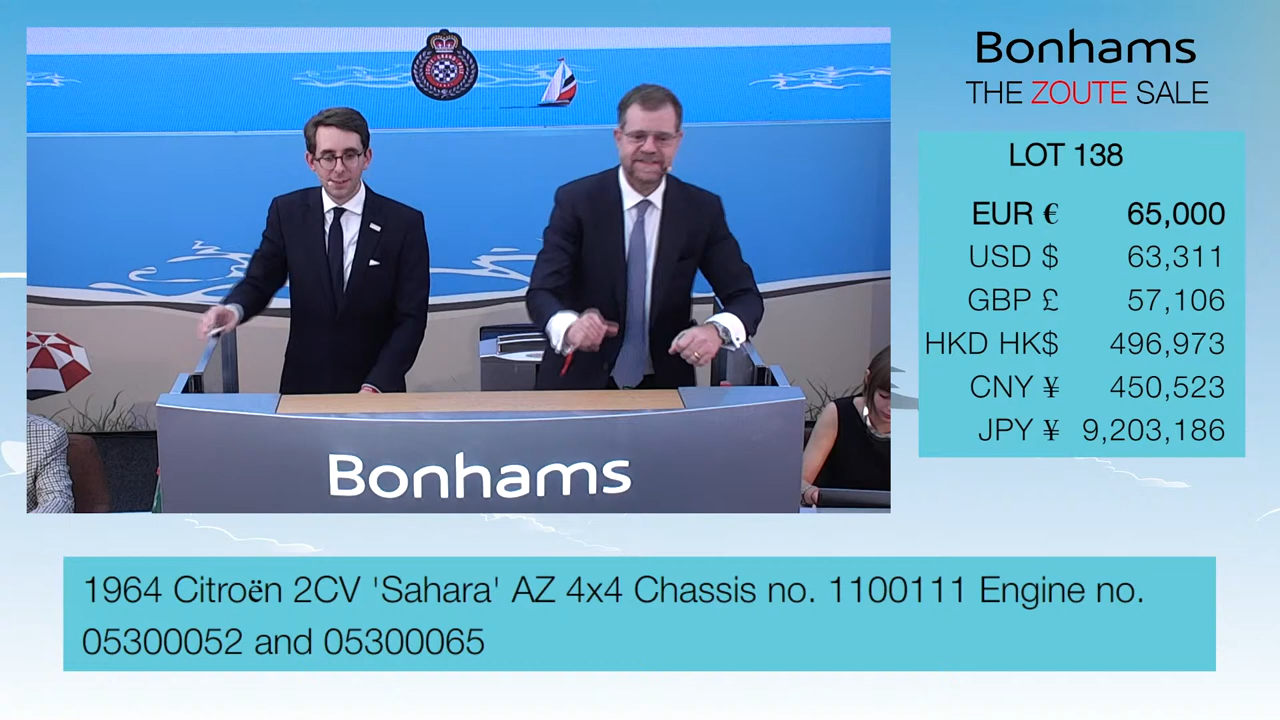 Bonhams
THE ZOUTE SALE
LOT 138
EUR € 65,000
USD $ 63,311
GBP £ 57,106
HKD HK$ 496,973
CNY ¥ 450,523
JPY ¥ 9,203,186
Bonhams
1964 Citroën 2CV 'Sahara' AZ 4x4 Chassis no. 1100111 Engine no.
05300052 and 05300065